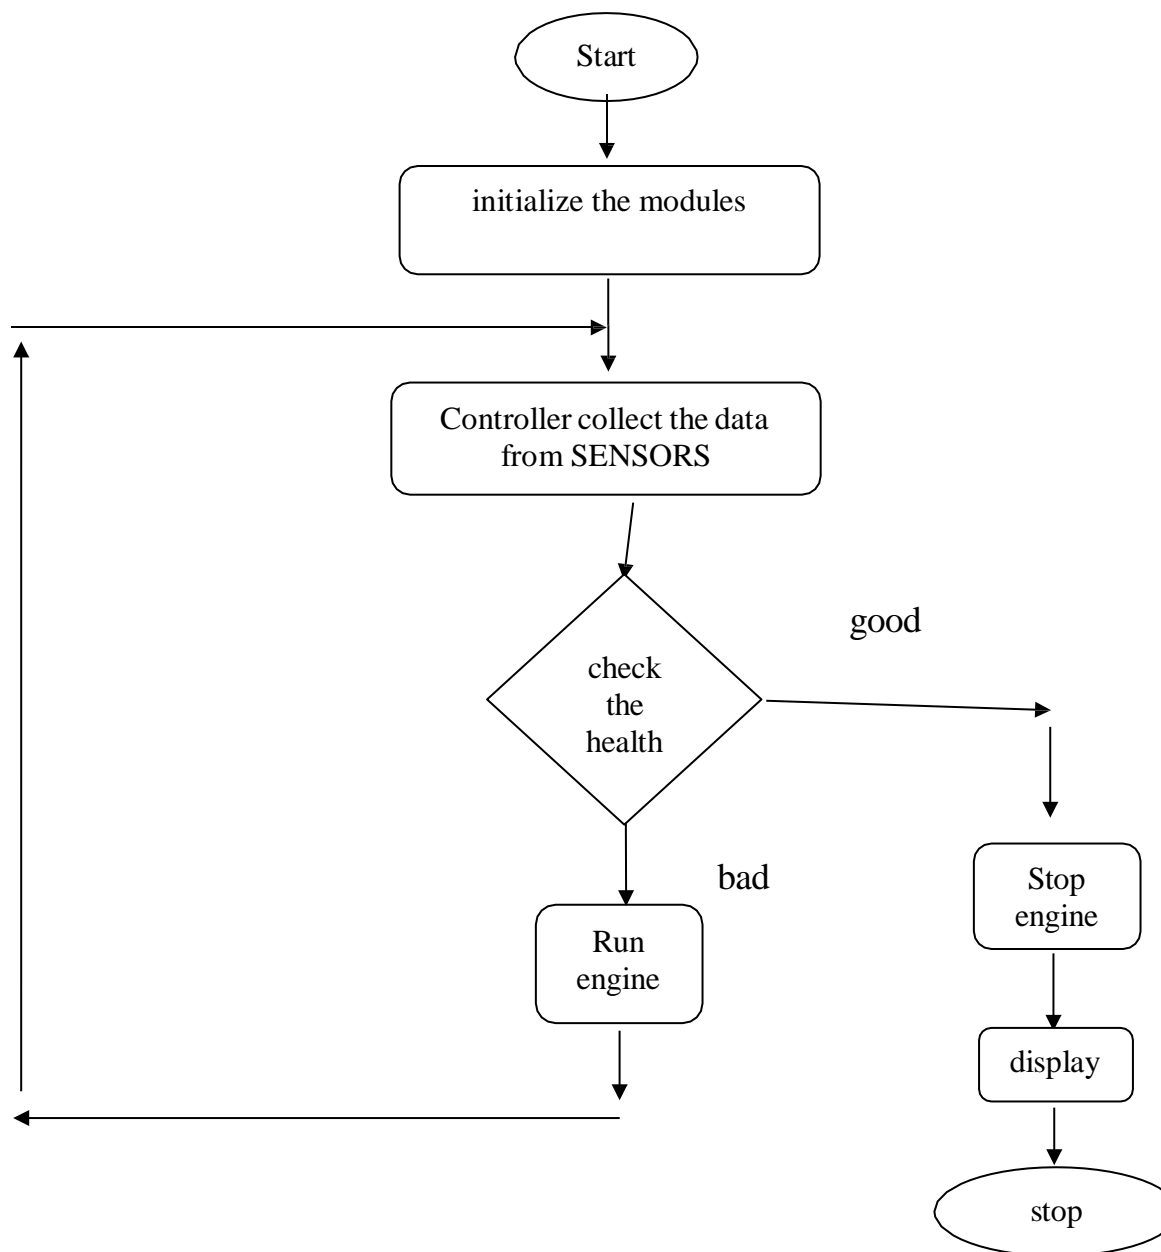 Start
initialize the modules
Controller collect the data
from SENSORS
good
check
the
health
bad
Stop
engine
Run
engine
display
stop